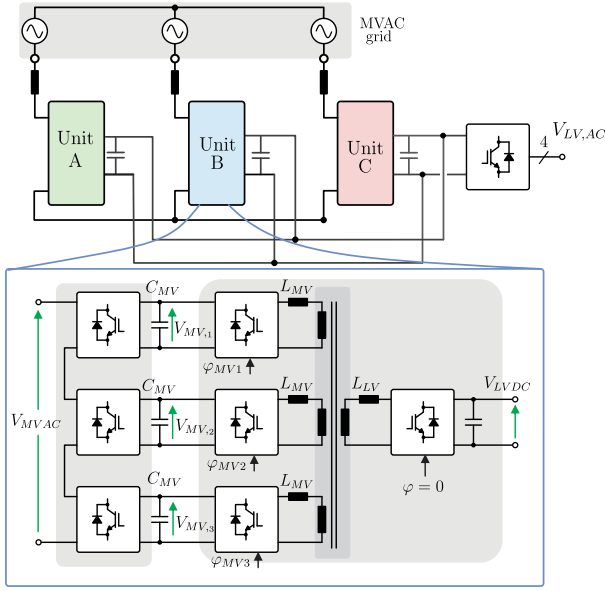 MVAC
grid
Unit
A
Unit
B
Unit
C
4
V_{LV,AC}
C_{MV}
L_{MV}
V_{MV,1}
φ_{MV1}
C_{MV}
L_{MV}
L_{LV}
V_{LVDC}
V_{MVAC}
V_{MV,2}
φ_{MV2}
φ = 0
C_{MV}
L_{MV}
V_{MV,3}
φ_{MV3}